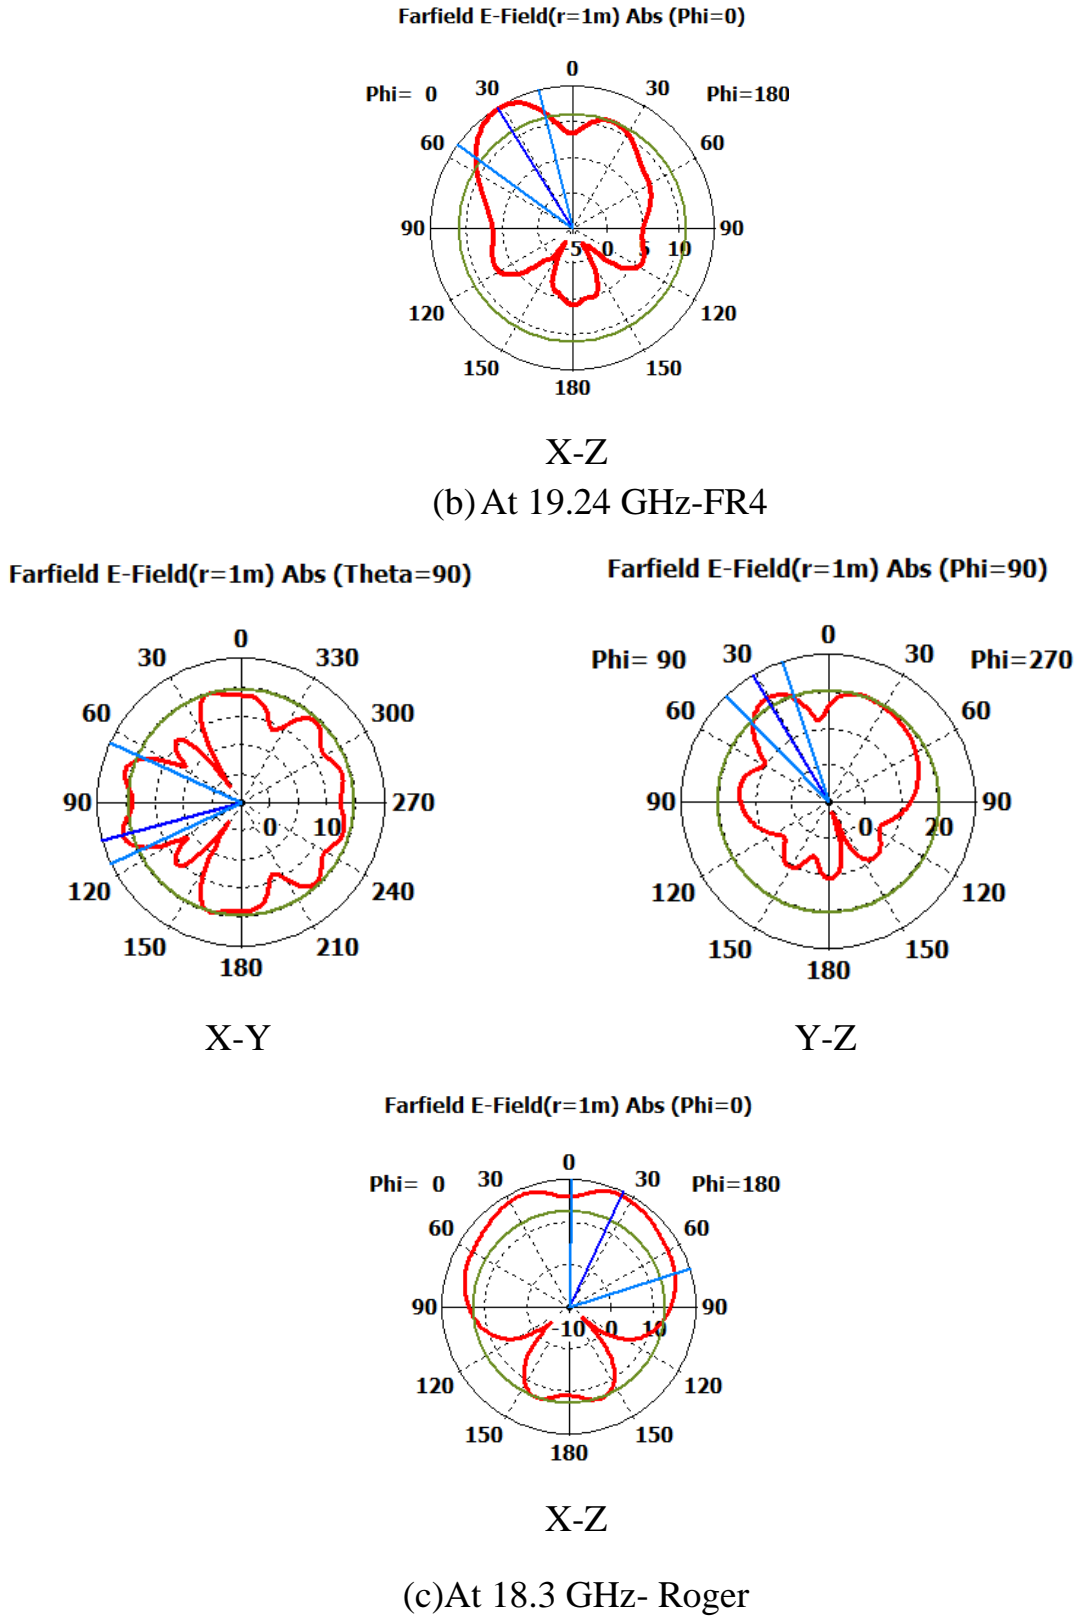 Farfield E-Field(r=1m) Abs (Phi=0)
0
Phi= 0 30 30 Phi=180
60 60
90 -5 0 5 10 90
120 120
150 150
180
X-Z
(b) At 19.24 GHz-FR4
Farfield E-Field(r=1m) Abs (Theta=90)
0
30 330
60 300
90 0 10 270
120 240
150 210
180
X-Y
Farfield E-Field(r=1m) Abs (Phi=90)
0
Phi= 90 30 30 Phi=270
60 60
90 0 20 90
120 120
150 150
180
Y-Z
Farfield E-Field(r=1m) Abs (Phi=0)
0
Phi= 0 30 30 Phi=180
60 60
90 -10 0 10 90
120 120
150 150
180
X-Z
(c)At 18.3 GHz- Roger